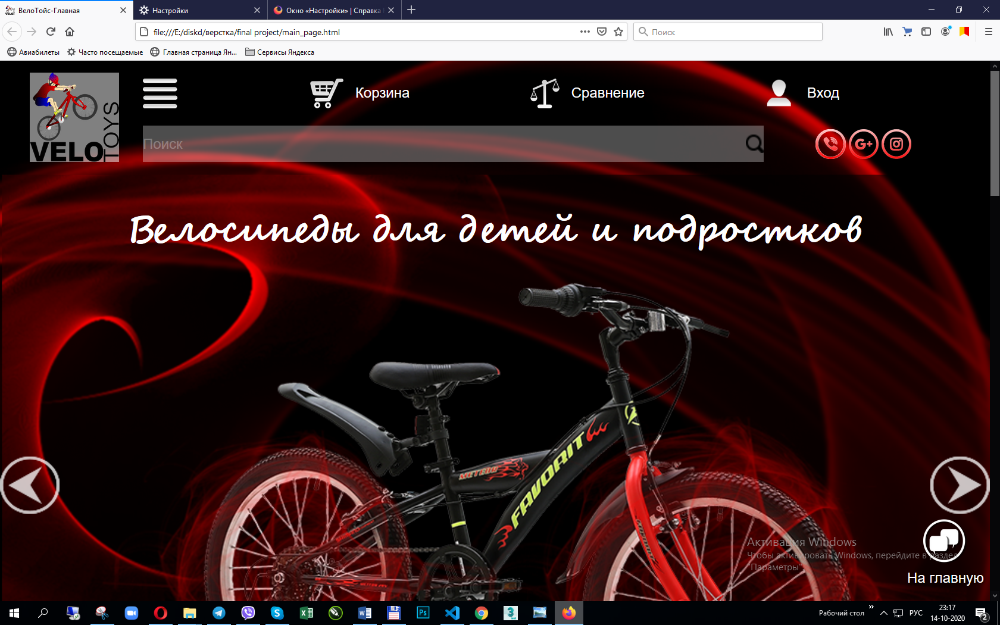 ВелоТойс-Главная
Настройки
Окно «Настройки» | Справка
file:///E:/diskd/верстка/final project/main_page.html
Поиск
Авиабилеты
Часто посещаемые
Главная страница Ян...
Сервисы Яндекса
VELO
TOYS
Корзина
Сравнение
Вход
Поиск
G+
Велосипеды для детей и подростков
METEOR
FAVORIT
Активация Windows
Чтобы активировать Windows, перейдите в раздел
"Параметры".
На главную
Рабочий стол
РУС
23:17
14-10-2020
2